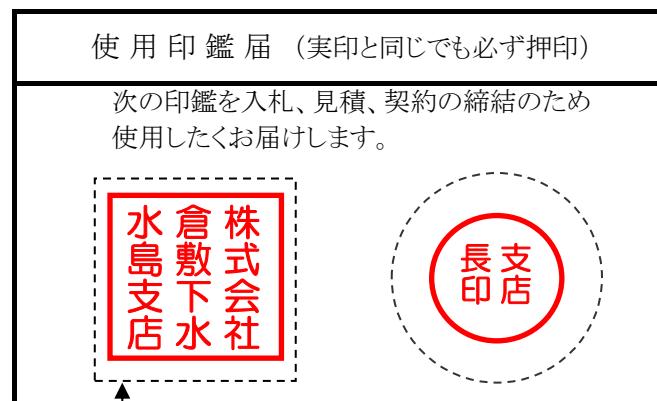 使用印鑑届 (実印と同じでも必ず押印)
次の印鑑を入札、見積、契約の締結のため
使用したくお届けします。
株式会社
倉敷下水
水島支店
支店
長印